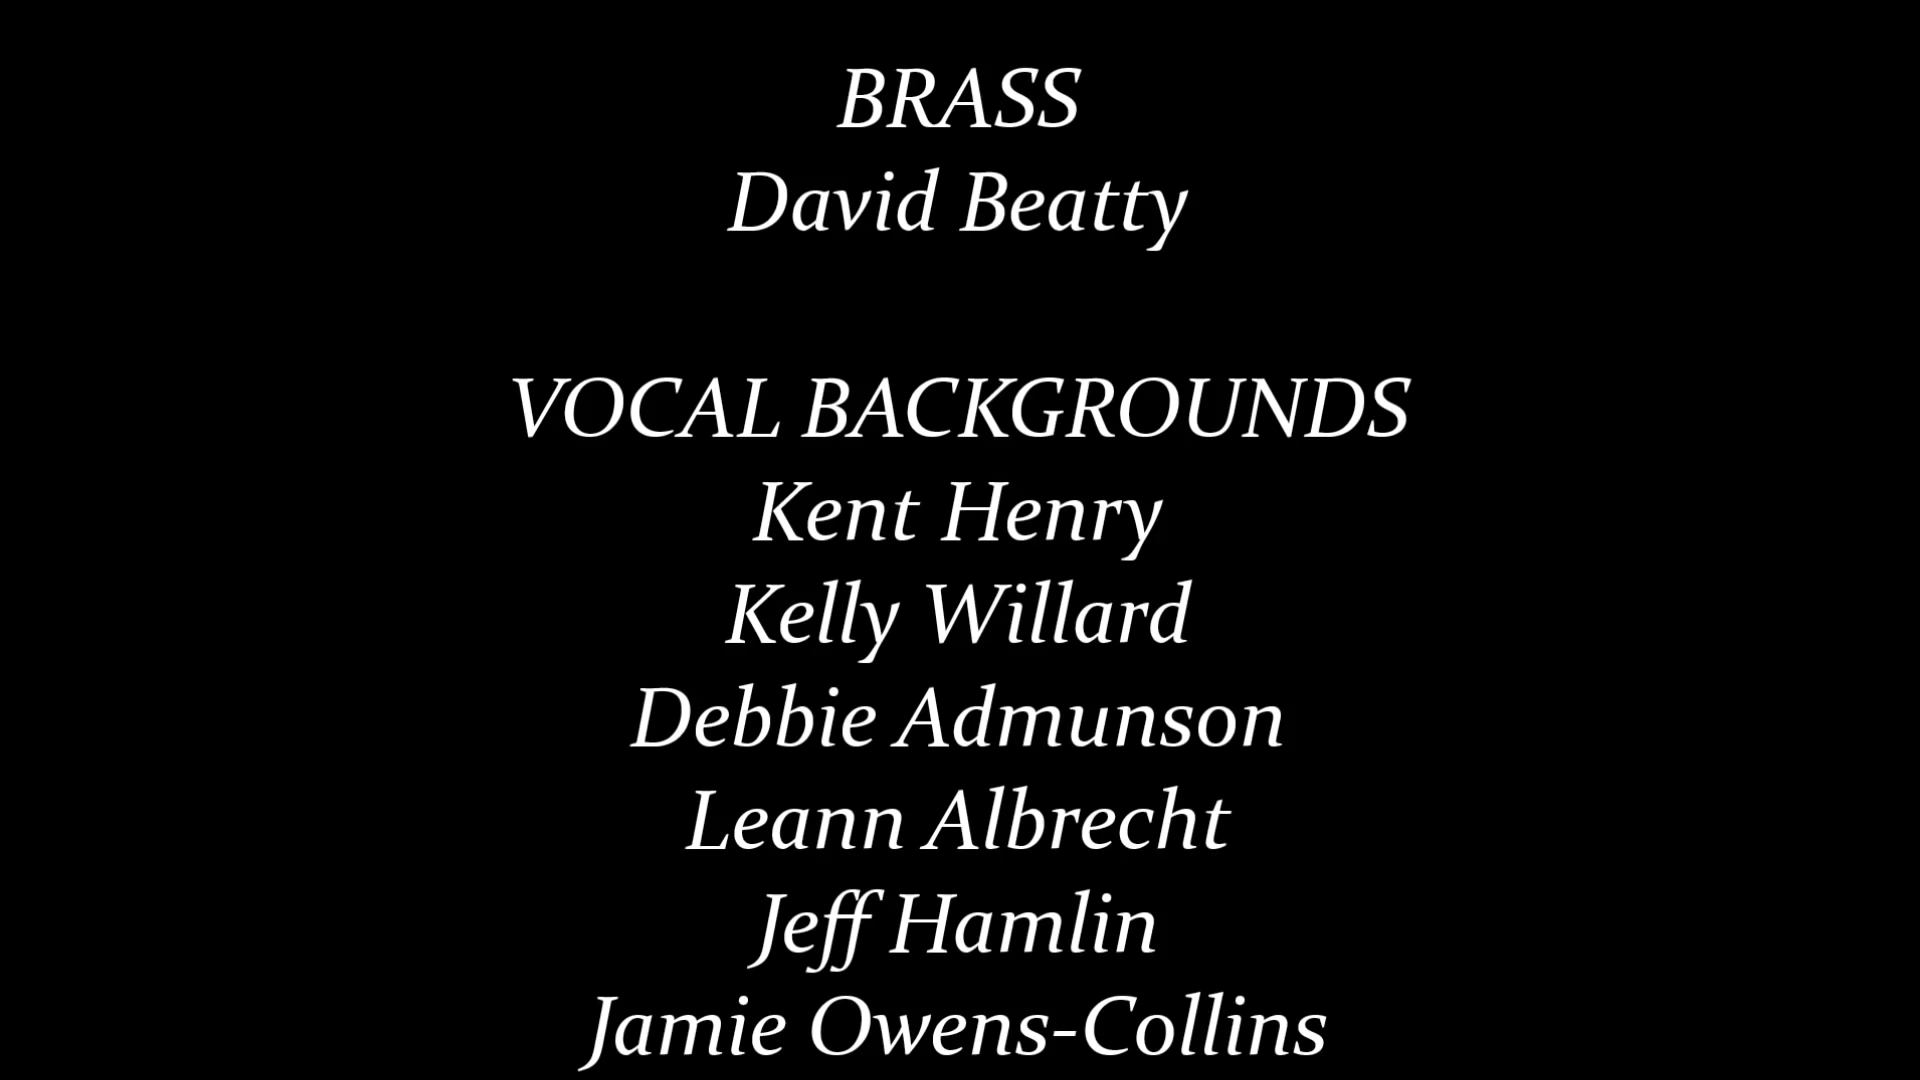 BRASS
David Beatty
VOCAL BACKGROUNDS
Kent Henry
Kelly Willard
Debbie Admunson
Leann Albrecht
Jeff Hamlin
Jamie Owens-Collins